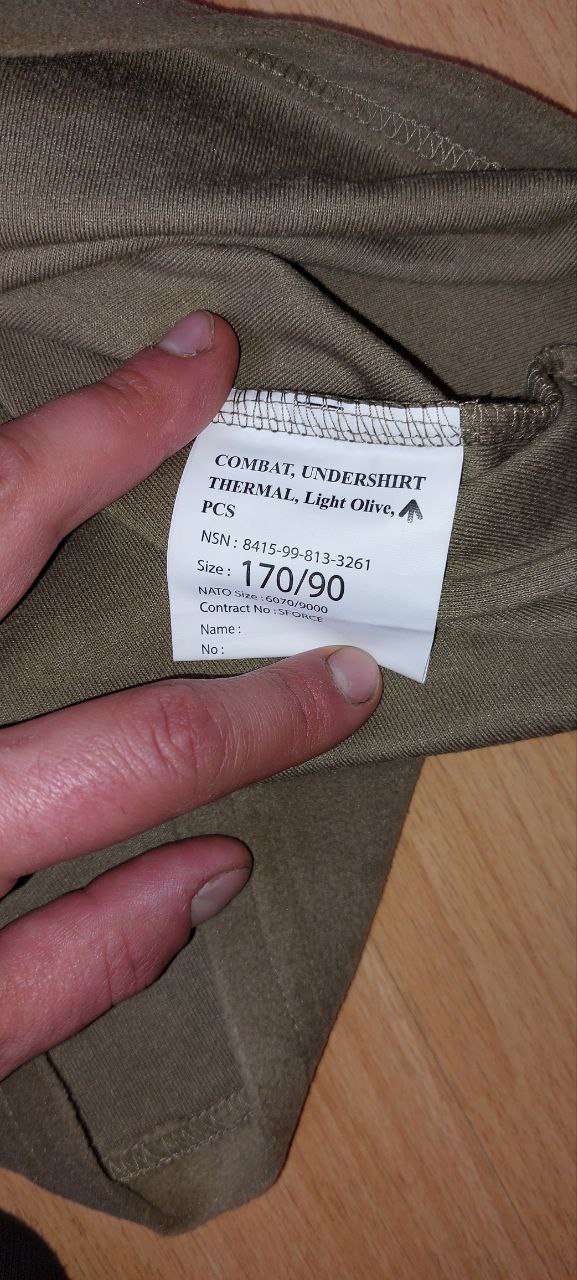 COMBAT, UNDERSHIRT
THERMAL, Light Olive,
PCS
NSN : 8415-99-813-3261
Size : 170/90
NATO Size : 6070/9000
Contract No : SFORCE
Name :
No :